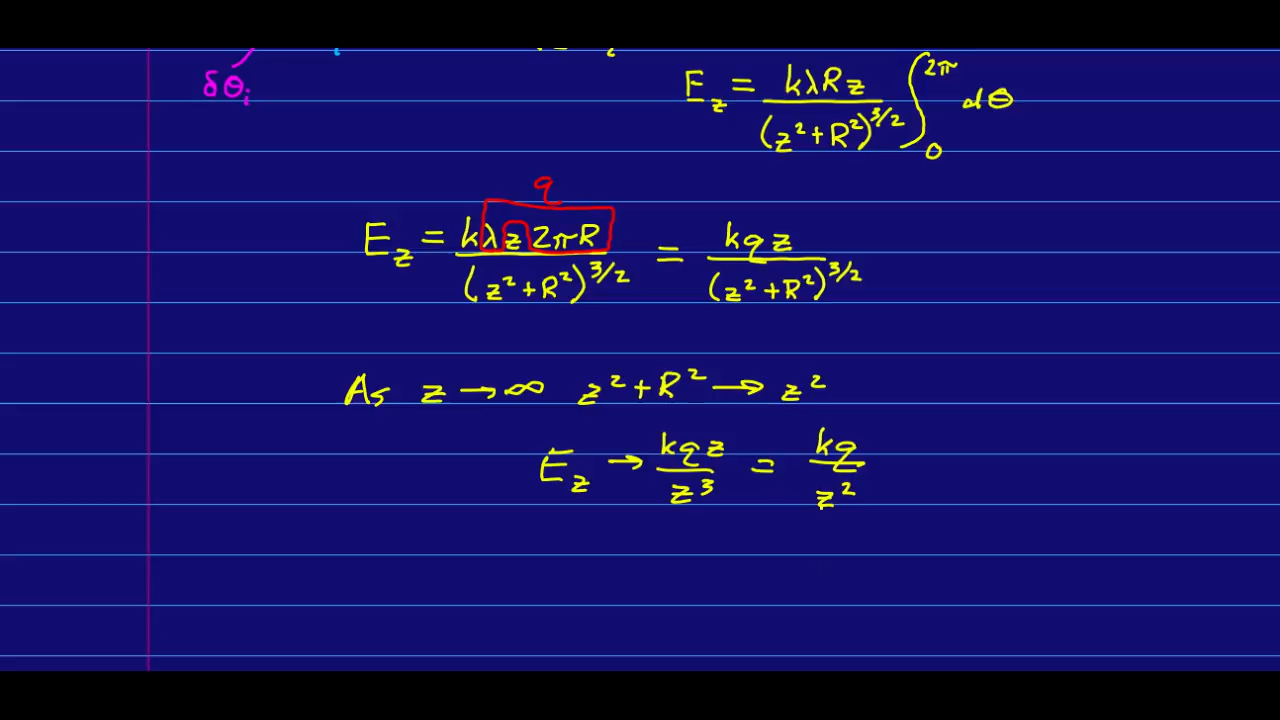 δθᵢ
E_z = kλRz/(z²+R²)^3/2 ∫₀^2π dθ
q
E_z = kλz2πR/(z²+R²)^3/2 = kqz/(z²+R²)^3/2
As z → ∞ z²+R² → z²
E_z → kqz/z³ = kq/z²